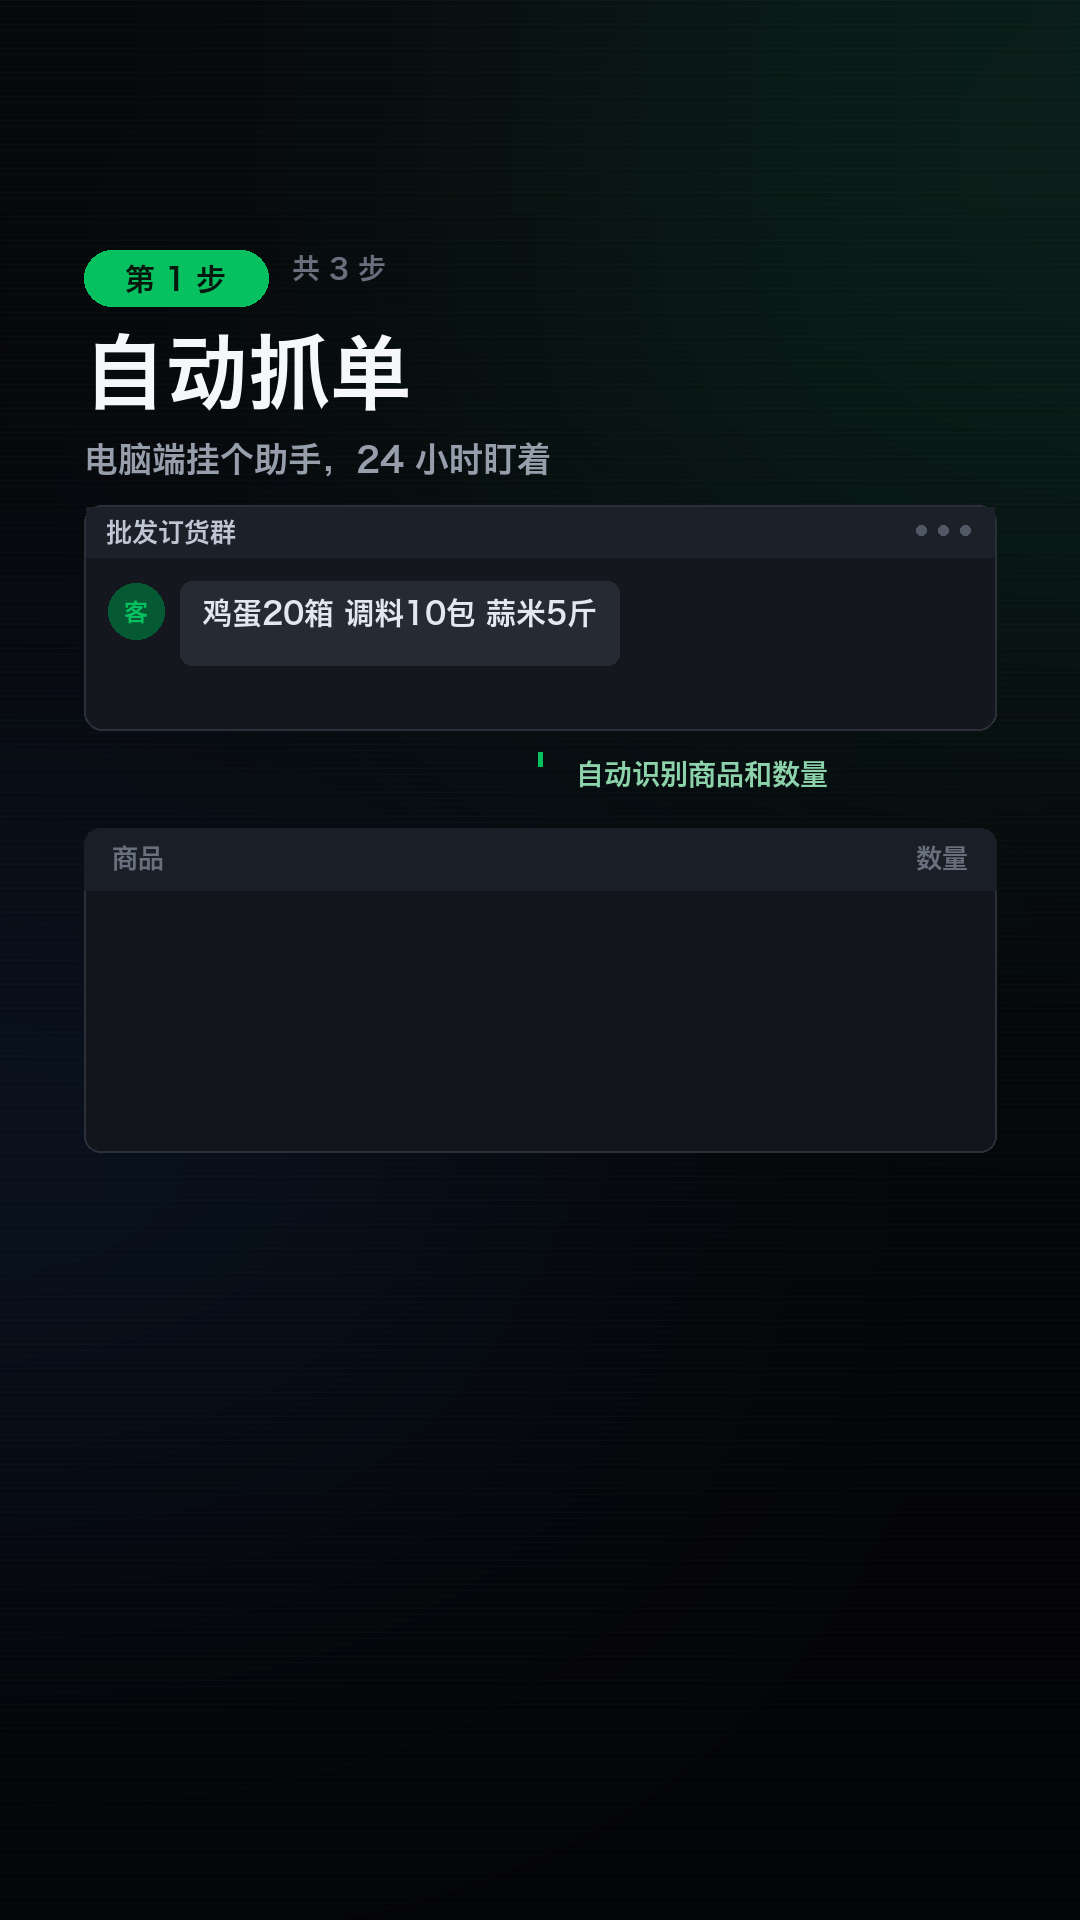 第 1 步
共 3 步
自动抓单
电脑端挂个助手，24 小时盯着
批发订货群
客
鸡蛋20箱 调料10包 蒜米5斤
自动识别商品和数量
商品 数量